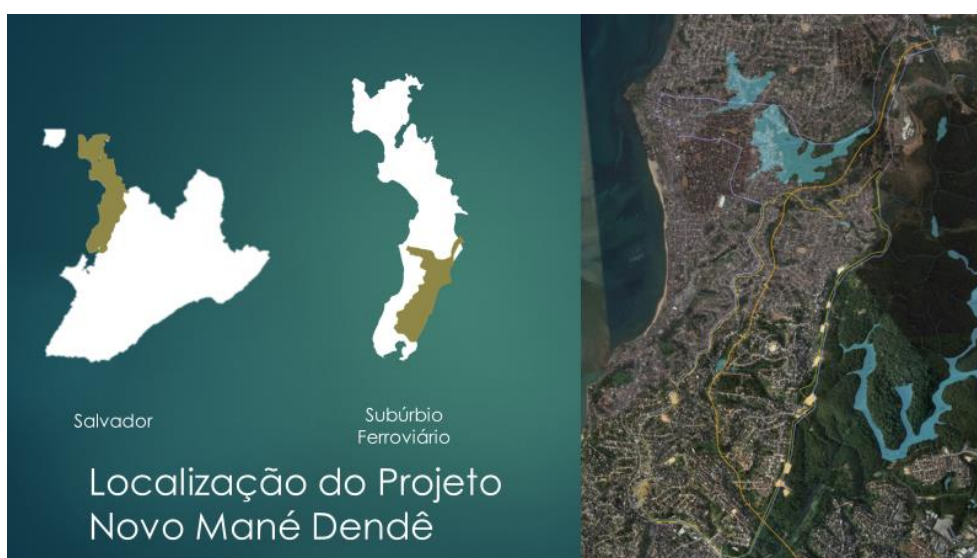 Salvador
Subúrbio
Ferroviário
Localização do Projeto
Novo Mané Dendê